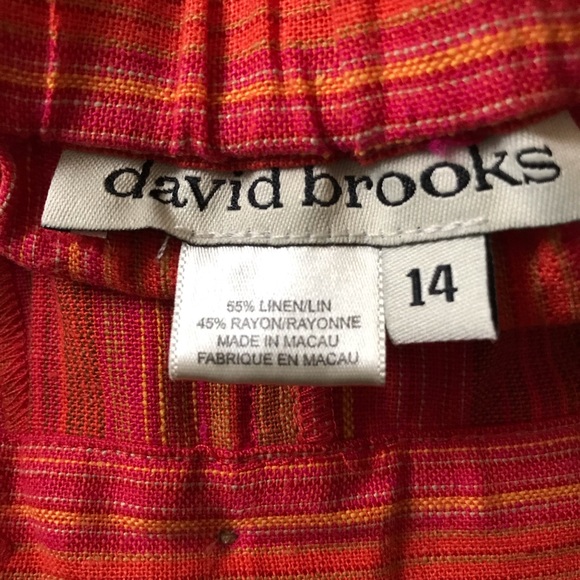 david brooks
14
55% LINEN/LIN
45% RAYON/RAYONNE
MADE IN MACAU
FABRIQUE EN MACAU